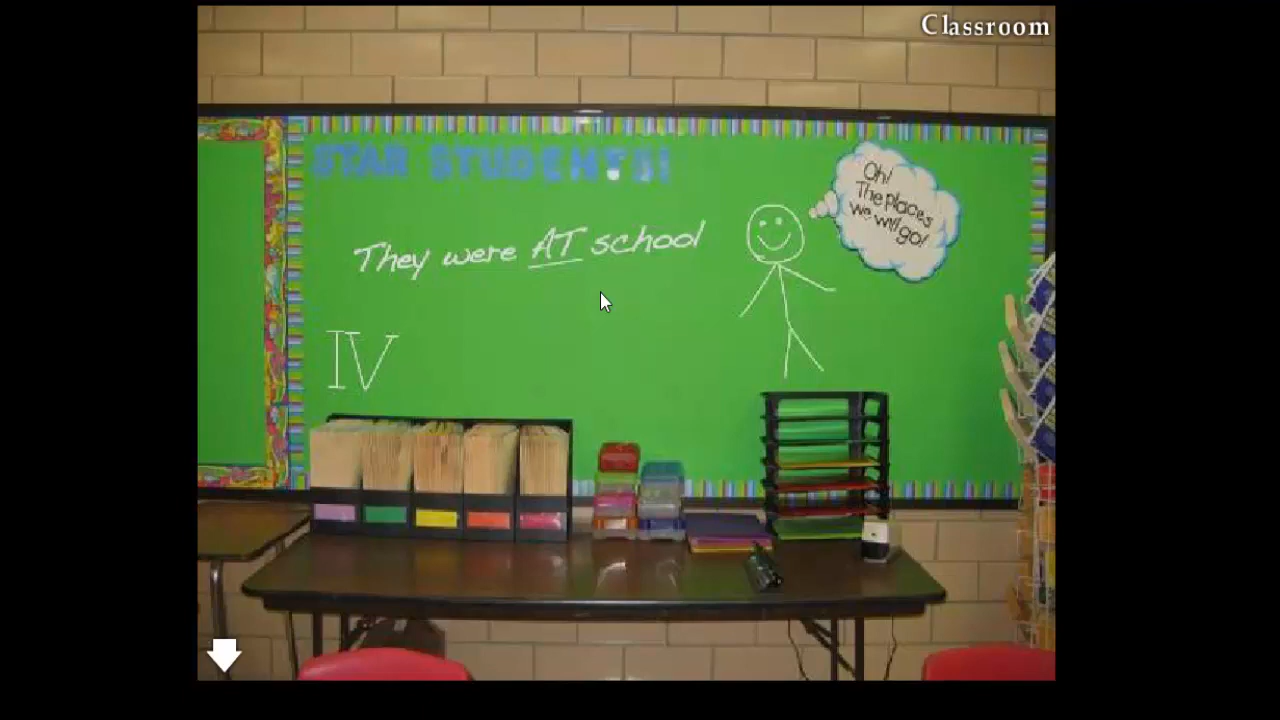 Classroom
STAR STUDENTS!
Oh!
The places
we will go!
They were AT school
IV